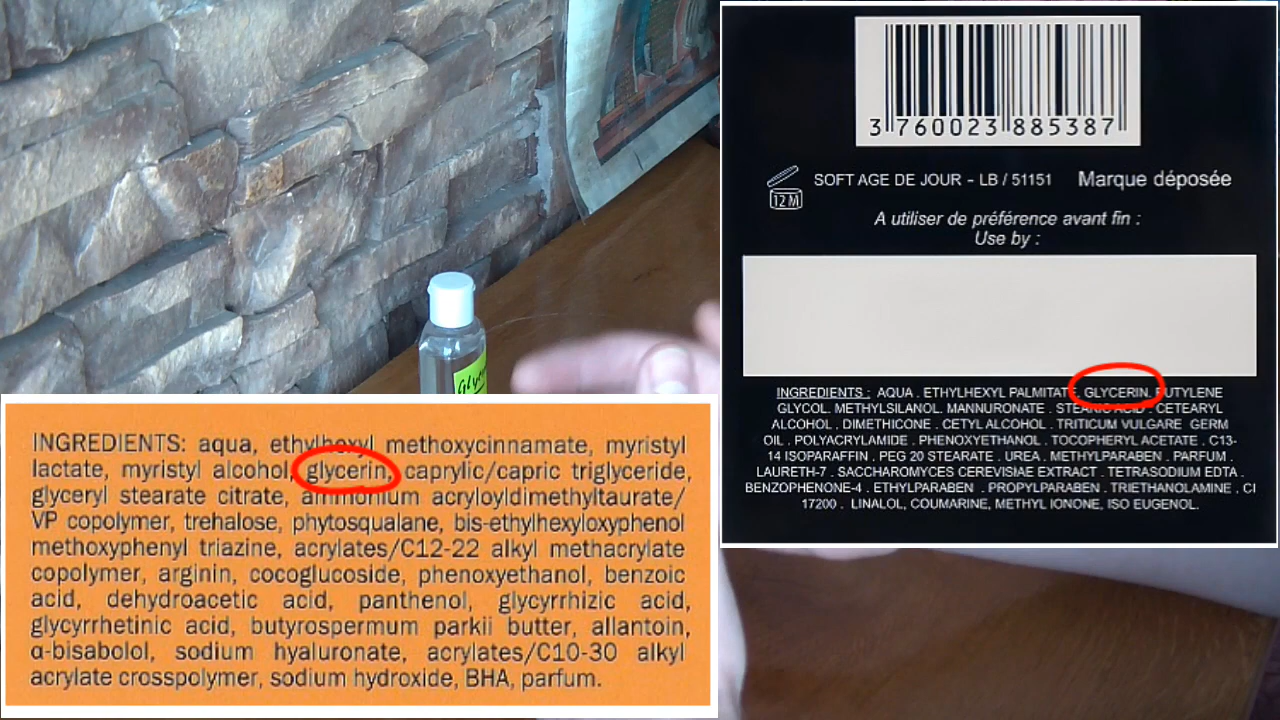 3 760023 885387
12 M
SOFT AGE DE JOUR - LB / 51151 Marque déposée
A utiliser de préférence avant fin :
Use by :
INGREDIENTS : AQUA . ETHYLHEXYL PALMITATE. GLYCERIN. BUTYLENE
GLYCOL. METHYLSILANOL. MANNURONATE . STEARIC ACID . CETEARYL
ALCOHOL . DIMETHICONE . CETYL ALCOHOL . TRITICUM VULGARE GERM
OIL . POLYACRYLAMIDE . PHENOXYETHANOL . TOCOPHERYL ACETATE . C13-
14 ISOPARAFFIN . PEG 20 STEARATE . UREA . METHYLPARABEN . PARFUM .
LAURETH-7 . SACCHAROMYCES CEREVISIAE EXTRACT . TETRASODIUM EDTA .
BENZOPHENONE-4 . ETHYLPARABEN . PROPYLPARABEN . TRIETHANOLAMINE . CI
17200 . LINALOL, COUMARINE, METHYL IONONE, ISO EUGENOL.
INGREDIENTS: aqua, ethylhexyl methoxycinnamate, myristyl
lactate, myristyl alcohol, glycerin, caprylic/capric triglyceride,
glyceryl stearate citrate, ammonium acryloyldimethyltaurate/
VP copolymer, trehalose, phytosqualane, bis-ethylhexyloxyphenol
methoxyphenyl triazine, acrylates/C12-22 alkyl methacrylate
copolymer, arginin, cocoglucoside, phenoxyethanol, benzoic
acid, dehydroacetic acid, panthenol, glycyrrhizic acid,
glycyrrhetinic acid, butyrospermum parkii butter, allantoin,
α-bisabolol, sodium hyaluronate, acrylates/C10-30 alkyl
acrylate crosspolymer, sodium hydroxide, BHA, parfum.